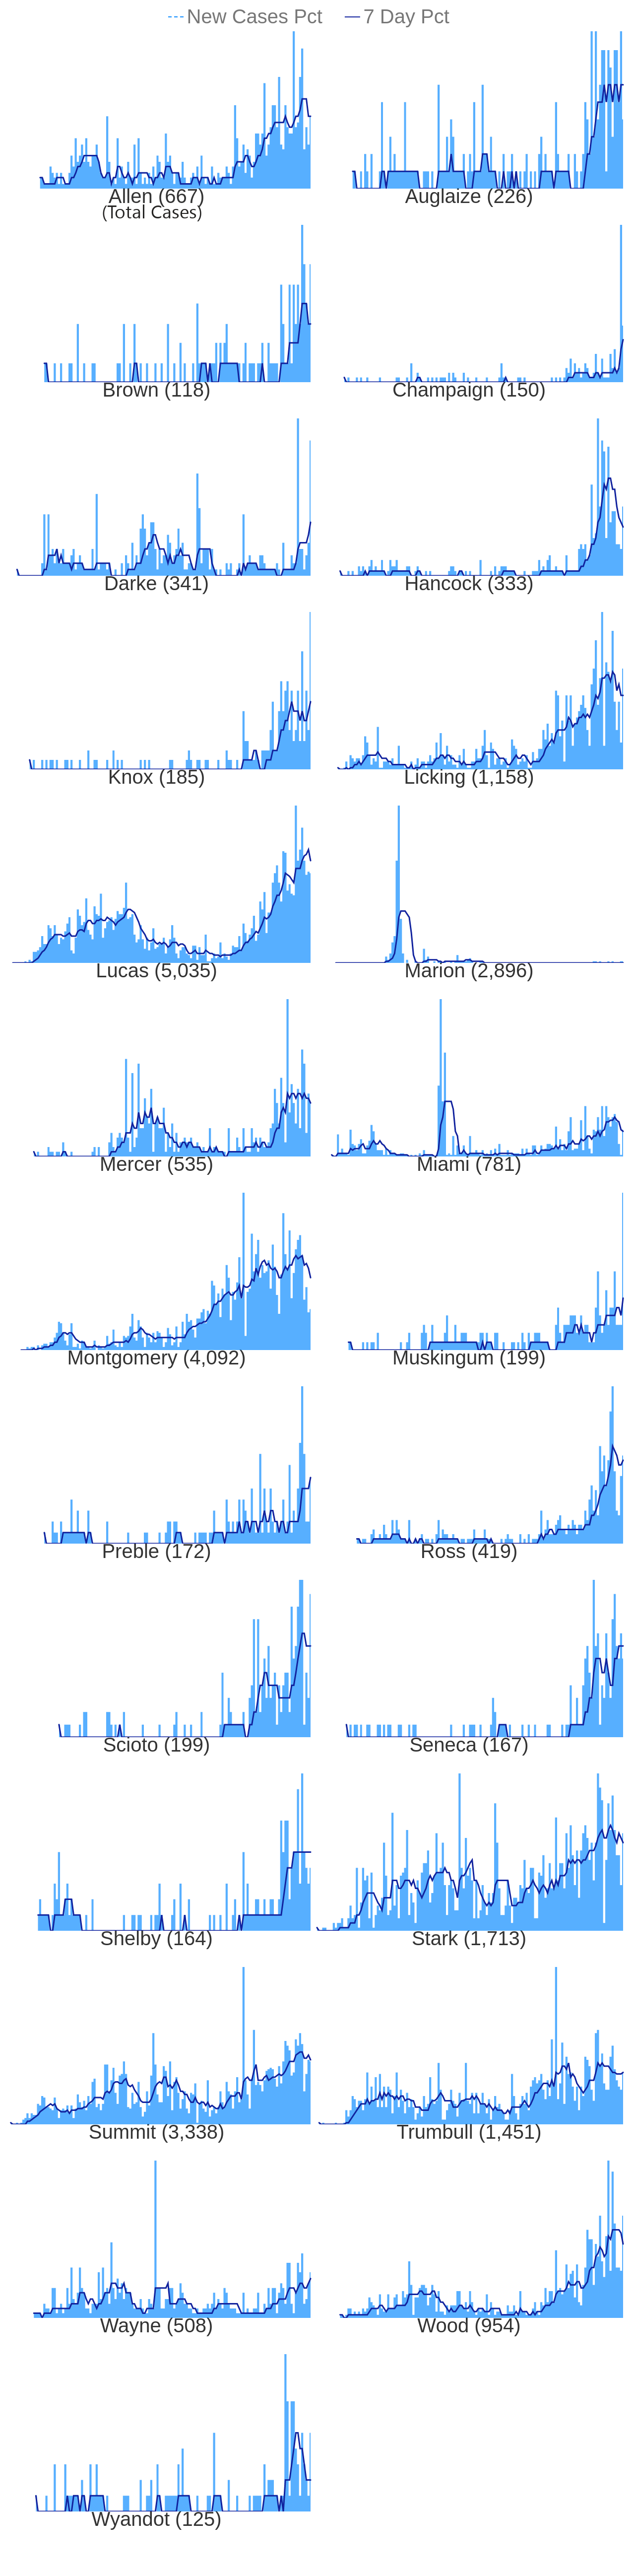 New Cases Pct 7 Day Pct
Allen (667) Auglaize (226)
(Total Cases)
Brown (118) Champaign (150)
Darke (341) Hancock (333)
Knox (185) Licking (1,158)
Lucas (5,035) Marion (2,896)
Mercer (535) Miami (781)
Montgomery (4,092) Muskingum (199)
Preble (172) Ross (419)
Scioto (199) Seneca (167)
Shelby (164) Stark (1,713)
Summit (3,338) Trumbull (1,451)
Wayne (508) Wood (954)
Wyandot (125)